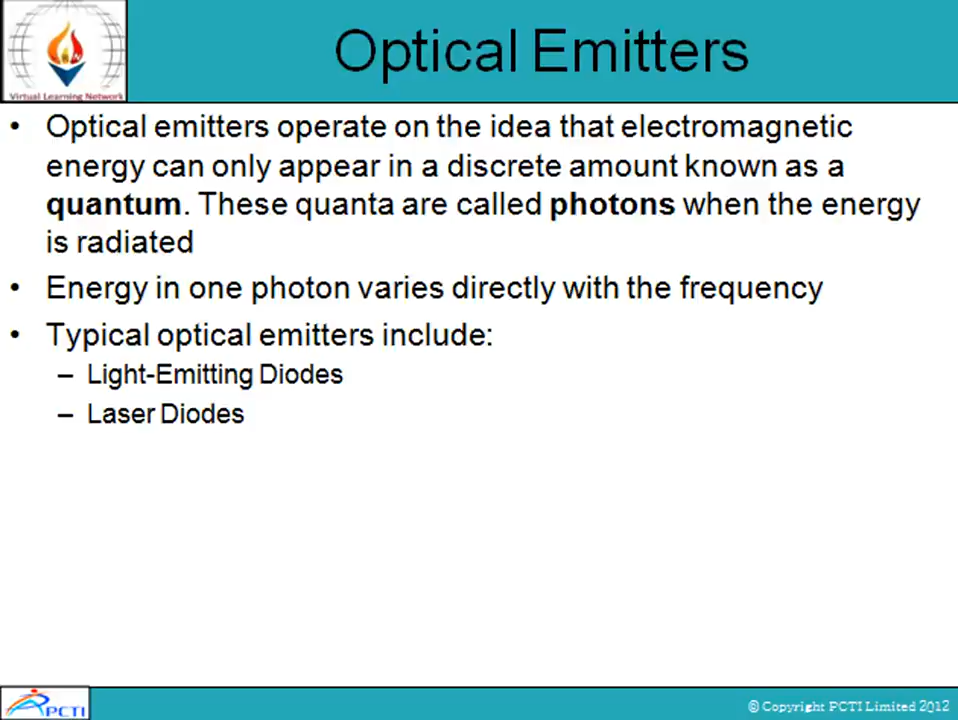 Optical Emitters
Virtual Learning Network
• Optical emitters operate on the idea that electromagnetic
energy can only appear in a discrete amount known as a
quantum. These quanta are called photons when the energy
is radiated
• Energy in one photon varies directly with the frequency
• Typical optical emitters include:
– Light-Emitting Diodes
– Laser Diodes
PCTI
© Copyright PCTI Limited 2012